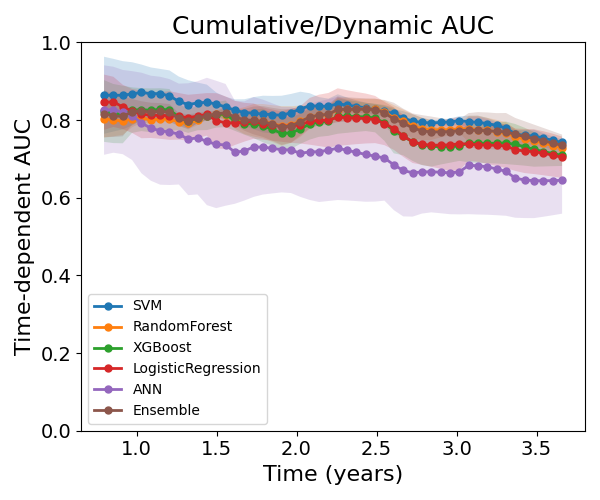 Cumulative/Dynamic AUC
Time-dependent AUC
1.0
0.8
0.6
0.4
0.2
0.0
SVM
RandomForest
XGBoost
LogisticRegression
ANN
Ensemble
1.0 1.5 2.0 2.5 3.0 3.5
Time (years)